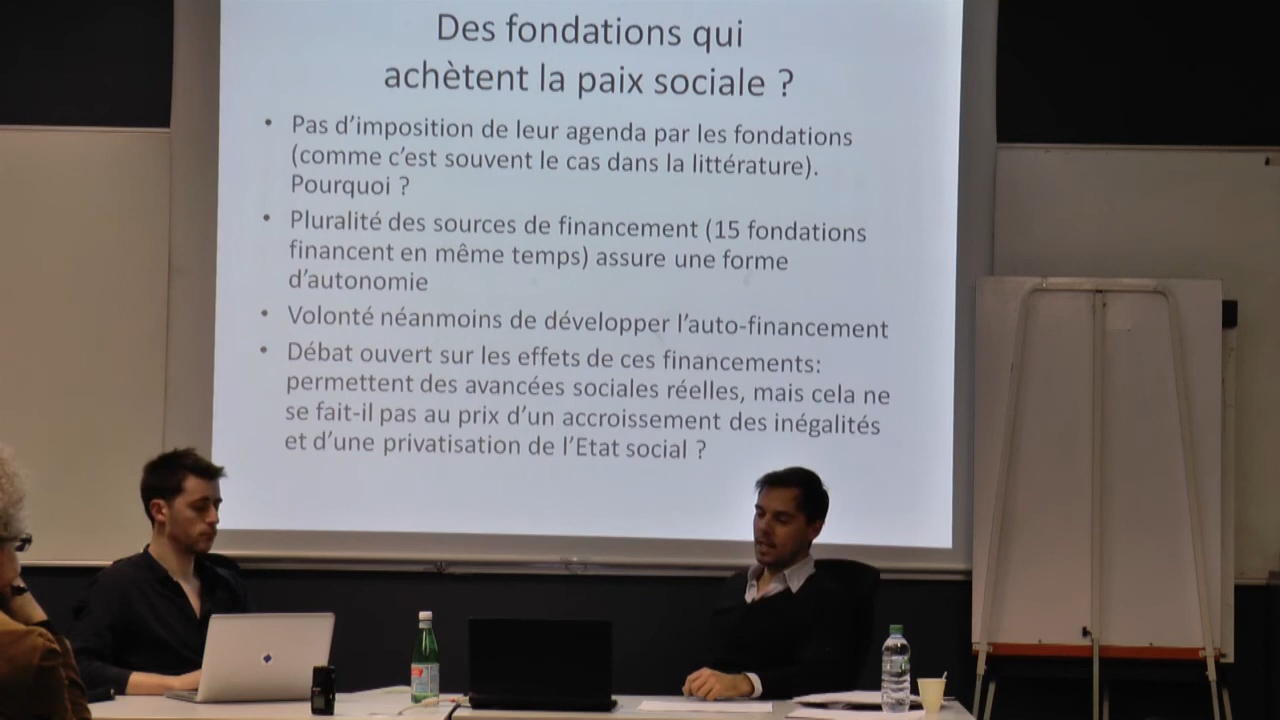 Des fondations qui
achètent la paix sociale ?
• Pas d’imposition de leur agenda par les fondations
(comme c’est souvent le cas dans la littérature).
Pourquoi ?
• Pluralité des sources de financement (15 fondations
financent en même temps) assure une forme
d’autonomie
• Volonté néanmoins de développer l’auto-financement
• Débat ouvert sur les effets de ces financements:
permettent des avancées sociales réelles, mais cela ne
se fait-il pas au prix d’un accroissement des inégalités
et d’une privatisation de l’Etat social ?